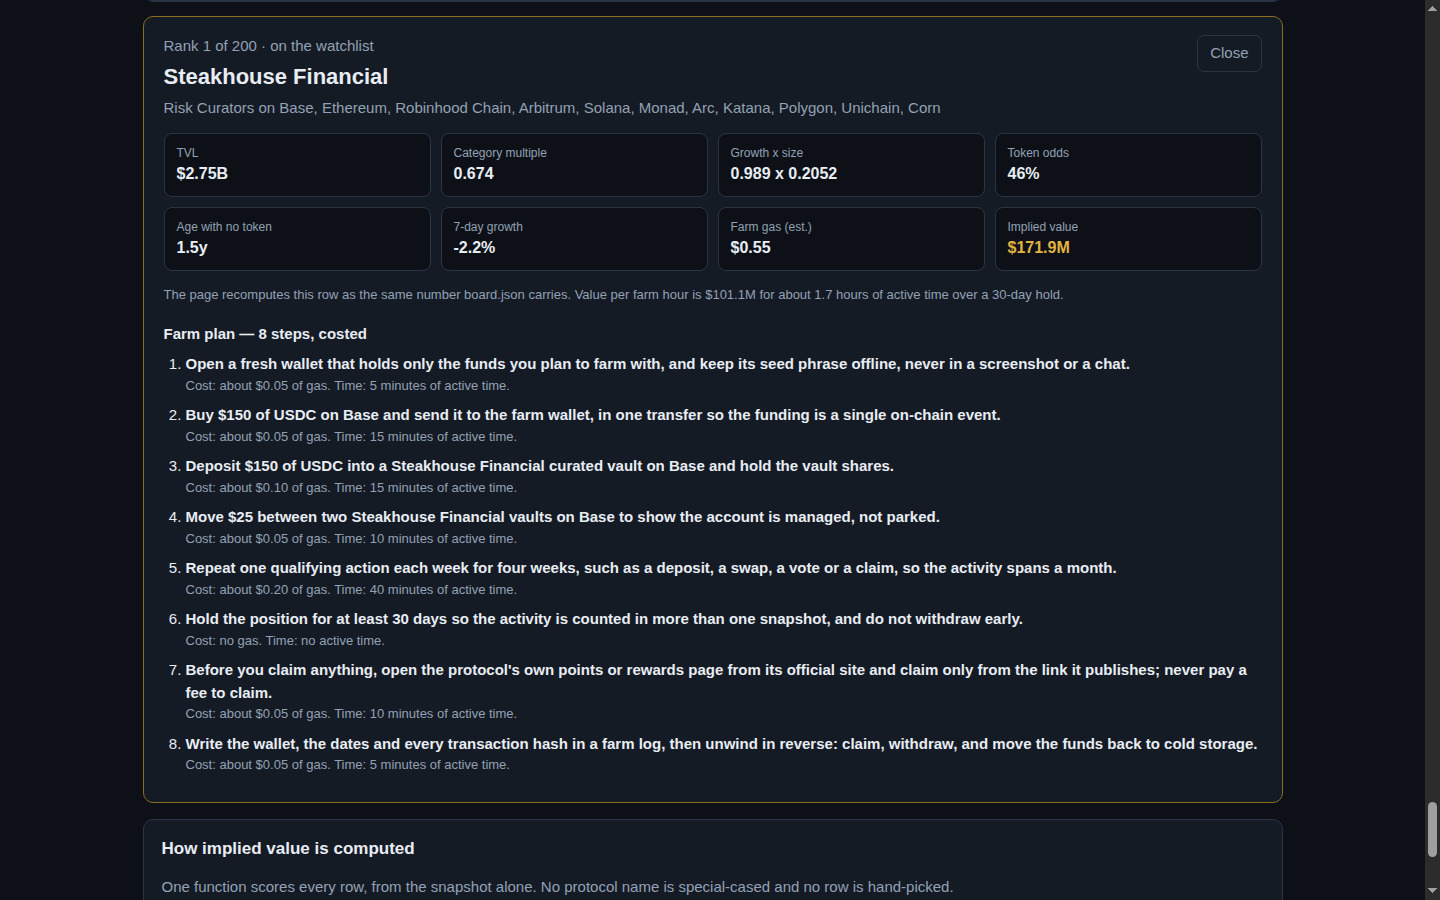 Rank 1 of 200 · on the watchlist
Close
Steakhouse Financial
Risk Curators on Base, Ethereum, Robinhood Chain, Arbitrum, Solana, Monad, Arc, Katana, Polygon, Unichain, Corn
TVL
$2.75B
Category multiple
0.674
Growth x size
0.989 x 0.2052
Token odds
46%
Age with no token
1.5y
7-day growth
-2.2%
Farm gas (est.)
$0.55
Implied value
$171.9M
The page recomputes this row as the same number board.json carries. Value per farm hour is $101.1M for about 1.7 hours of active time over a 30-day hold.
Farm plan — 8 steps, costed
1. Open a fresh wallet that holds only the funds you plan to farm with, and keep its seed phrase offline, never in a screenshot or a chat.
Cost: about $0.05 of gas. Time: 5 minutes of active time.
2. Buy $150 of USDC on Base and send it to the farm wallet, in one transfer so the funding is a single on-chain event.
Cost: about $0.05 of gas. Time: 15 minutes of active time.
3. Deposit $150 of USDC into a Steakhouse Financial curated vault on Base and hold the vault shares.
Cost: about $0.10 of gas. Time: 15 minutes of active time.
4. Move $25 between two Steakhouse Financial vaults on Base to show the account is managed, not parked.
Cost: about $0.05 of gas. Time: 10 minutes of active time.
5. Repeat one qualifying action each week for four weeks, such as a deposit, a swap, a vote or a claim, so the activity spans a month.
Cost: about $0.20 of gas. Time: 40 minutes of active time.
6. Hold the position for at least 30 days so the activity is counted in more than one snapshot, and do not withdraw early.
Cost: no gas. Time: no active time.
7. Before you claim anything, open the protocol's own points or rewards page from its official site and claim only from the link it publishes; never pay a
fee to claim.
Cost: about $0.05 of gas. Time: 10 minutes of active time.
8. Write the wallet, the dates and every transaction hash in a farm log, then unwind in reverse: claim, withdraw, and move the funds back to cold storage.
Cost: about $0.05 of gas. Time: 5 minutes of active time.
How implied value is computed
One function scores every row, from the snapshot alone. No protocol name is special-cased and no row is hand-picked.